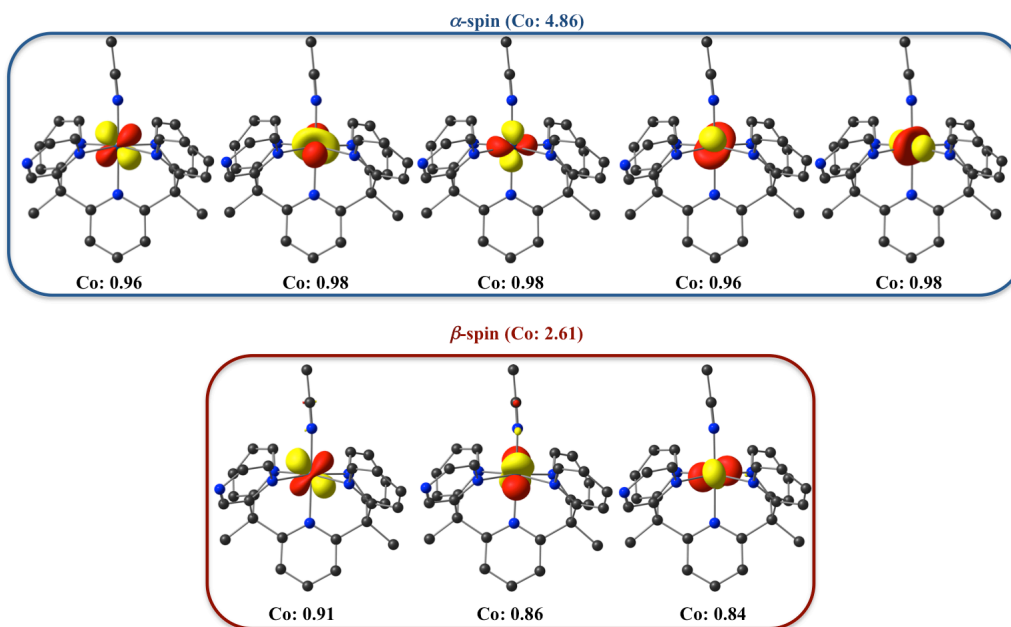 α-spin (Co: 4.86)
Co: 0.96 Co: 0.98 Co: 0.98 Co: 0.96 Co: 0.98
β-spin (Co: 2.61)
Co: 0.91 Co: 0.86 Co: 0.84